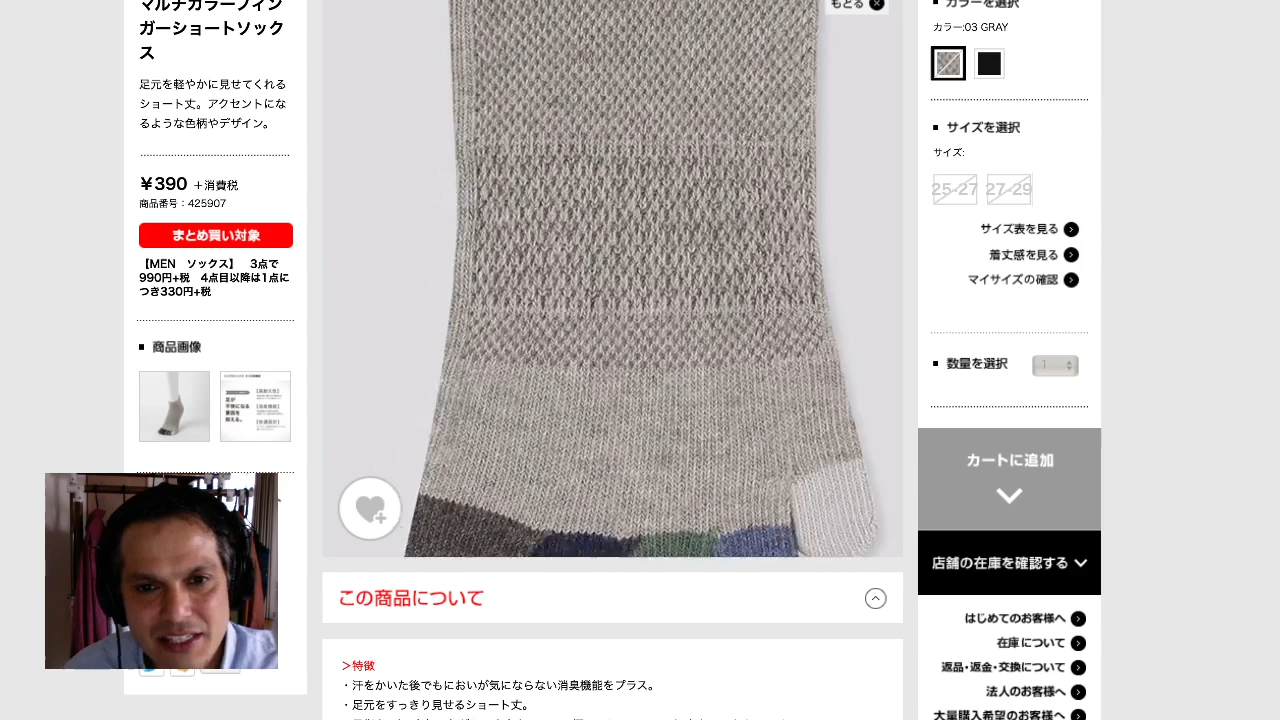 マルチカラーフィン
ガーショートソック
ス
足元を軽やかに見せてくれる
ショート丈。アクセントにな
るような色柄やデザイン。
¥390 +消費税
商品番号：425907
まとめ買い対象
【MEN ソックス】 3点で
990円+税 4点目以降は1点に
つき330円+税
商品画像
もどる
この商品について
＞特徴
・汗をかいた後でもにおいが気にならない消臭機能をプラス。
・足元をすっきり見せるショート丈。
カラーを選択
カラー:03 GRAY
サイズを選択
サイズ:
25-27 27-29
サイズ表を見る
着丈感を見る
マイサイズの確認
数量を選択 1
カートに追加
店舗の在庫を確認する
はじめてのお客様へ
在庫について
返品・返金・交換について
法人のお客様へ
大量購入希望のお客様へ